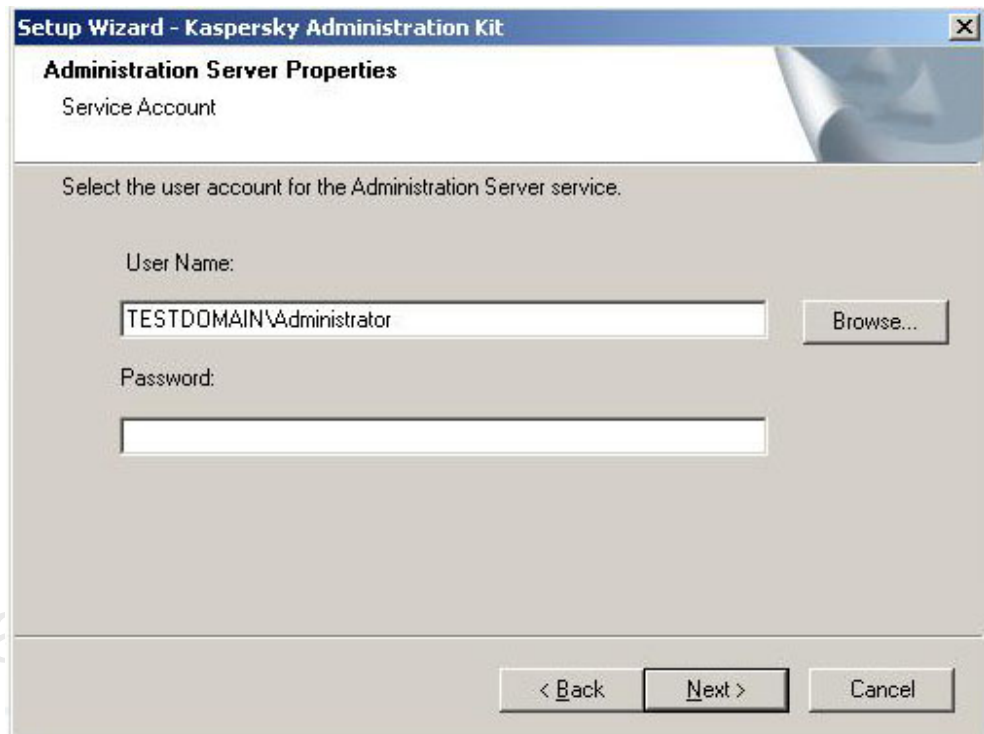 Setup Wizard - Kaspersky Administration Kit
Administration Server Properties
Service Account
Select the user account for the Administration Server service.
User Name:
TESTDOMAIN\Administrator
Browse...
Password:
< Back
Next >
Cancel